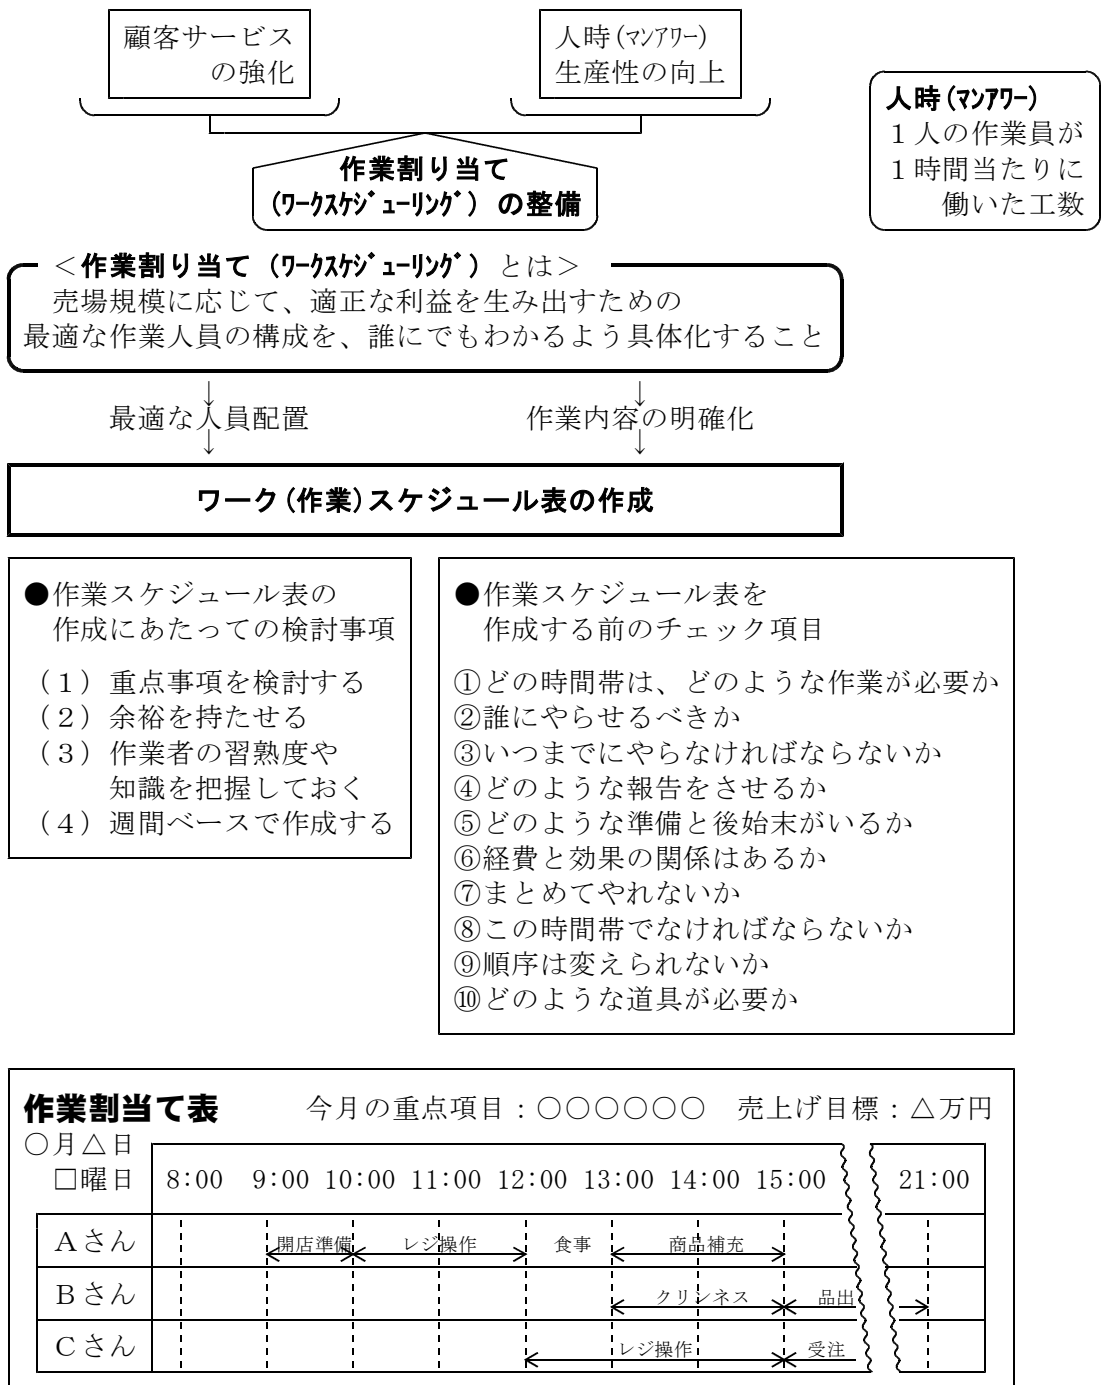 顧客サービス
の強化
人時(ﾏﾝｱﾜｰ)
生産性の向上
人時(ﾏﾝｱﾜｰ)
１人の作業員が
１時間当たりに
働いた工数
作業割り当て
(ﾜｰｸｽｹｼﾞｭｰﾘﾝｸﾞ) の整備
＜作業割り当て (ﾜｰｸｽｹｼﾞｭｰﾘﾝｸﾞ) とは＞
売場規模に応じて、適正な利益を生み出すための
最適な作業人員の構成を、誰にでもわかるよう具体化すること
↓ ↓
最適な人員配置 作業内容の明確化
↓ ↓
ワーク(作業)スケジュール表の作成
●作業スケジュール表の
作成にあたっての検討事項
(１) 重点事項を検討する
(２) 余裕を持たせる
(３) 作業者の習熟度や
知識を把握しておく
(４) 週間ベースで作成する
●作業スケジュール表を
作成する前のチェック項目
①どの時間帯は、どのような作業が必要か
②誰にやらせるべきか
③いつまでにやらなければならないか
④どのような報告をさせるか
⑤どのような準備と後始末がいるか
⑥経費と効果の関係はあるか
⑦まとめてやれないか
⑧この時間帯でなければならないか
⑨順序は変えられないか
⑩どのような道具が必要か
作業割当て表 今月の重点項目：○○○○○○ 売上げ目標：△万円
○月△日
□曜日 8:00 9:00 10:00 11:00 12:00 13:00 14:00 15:00 21:00
Ａさん 開店準備 レジ操作 食事 商品補充
Ｂさん クリンネス 品出
Ｃさん レジ操作 受注